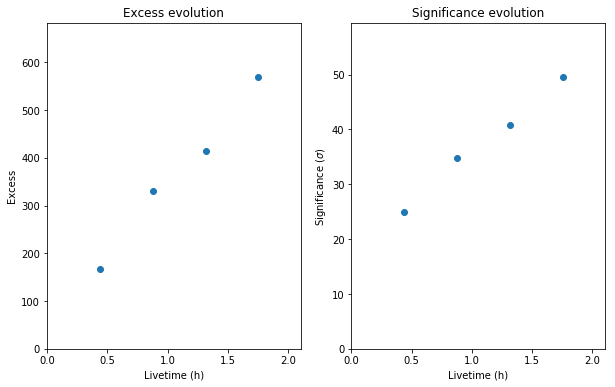 Excess evolution
Excess
600
500
400
300
200
100
0
0.0 0.5 1.0 1.5 2.0
Livetime (h)
Significance evolution
Significance (σ)
50
40
30
20
10
0
0.0 0.5 1.0 1.5 2.0
Livetime (h)